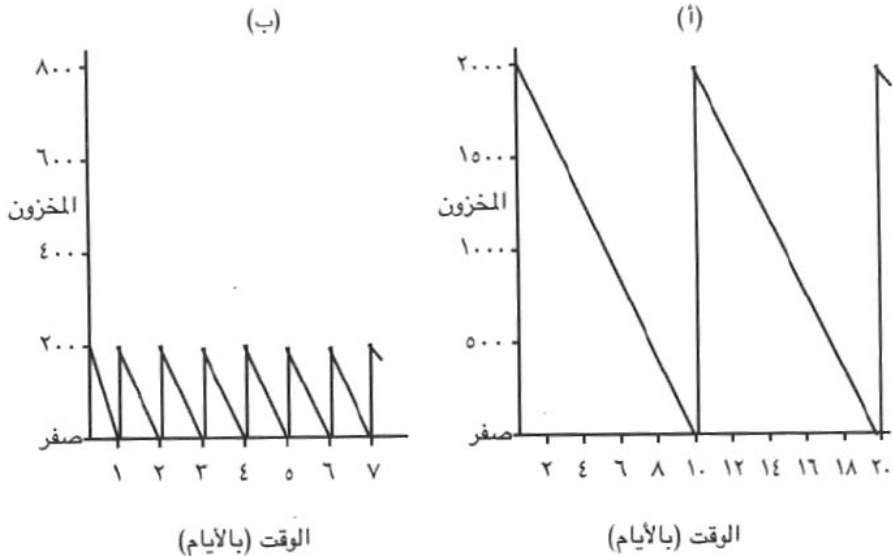 (أ)
٢٠٠٠
١٥٠٠
المخزون
١٠٠٠
٥٠٠
صفر
٢ ٤ ٦ ٨ ١٠ ١٢ ١٤ ١٦ ١٨ ٢٠
الوقت (بالأيام)
(ب)
٨٠٠
٦٠٠
المخزون
٤٠٠
٢٠٠
صفر
١ ٢ ٣ ٤ ٥ ٦ ٧
الوقت (بالأيام)